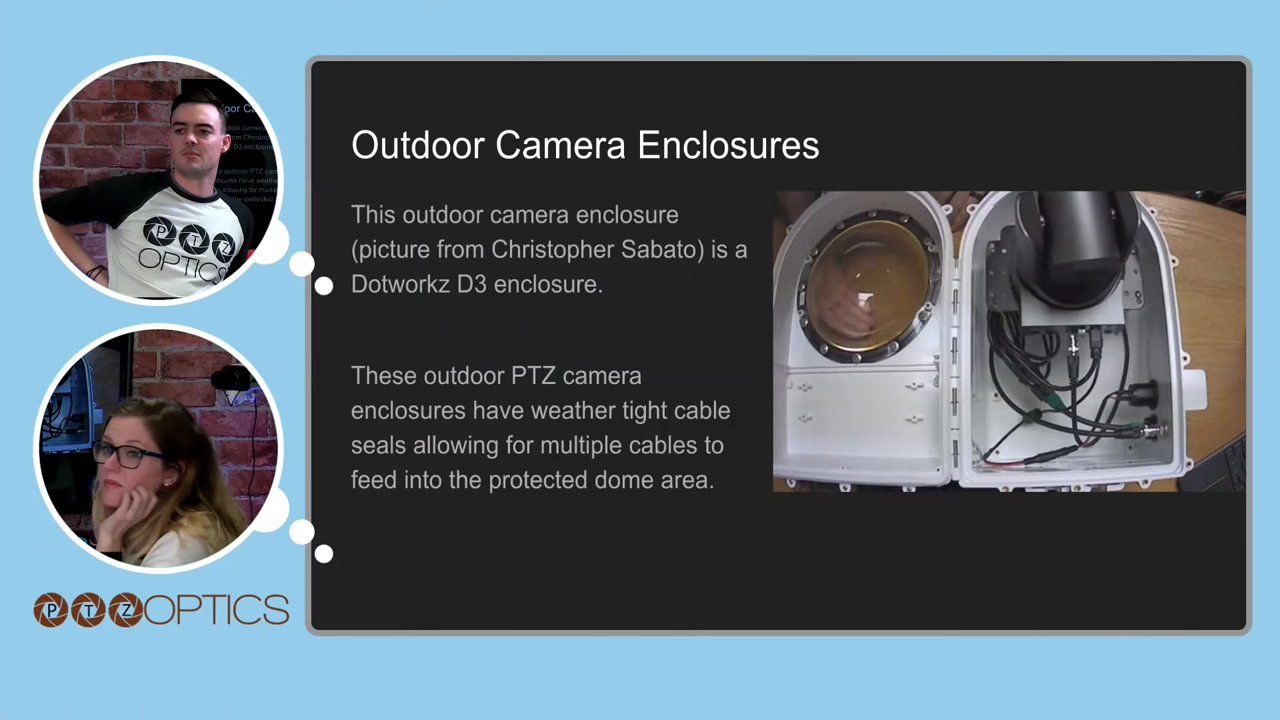 Outdoor Camera Enclosures
This outdoor camera enclosure
(picture from Christopher Sabato) is a
Dotworkz D3 enclosure.
These outdoor PTZ camera
enclosures have weather tight cable
seals allowing for multiple cables to
feed into the protected dome area.
PTZ
OPTICS
PTZOPTICS